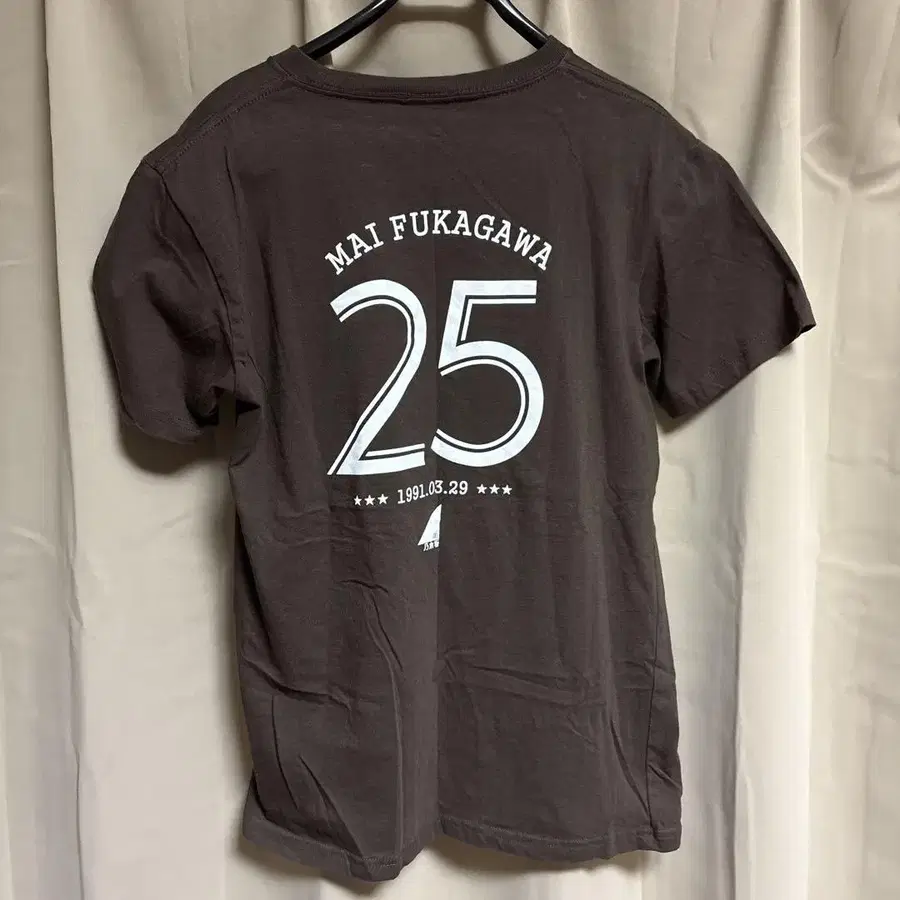 MAI FUKAGAWA
25
★★★ 1991.03.29 ★★★